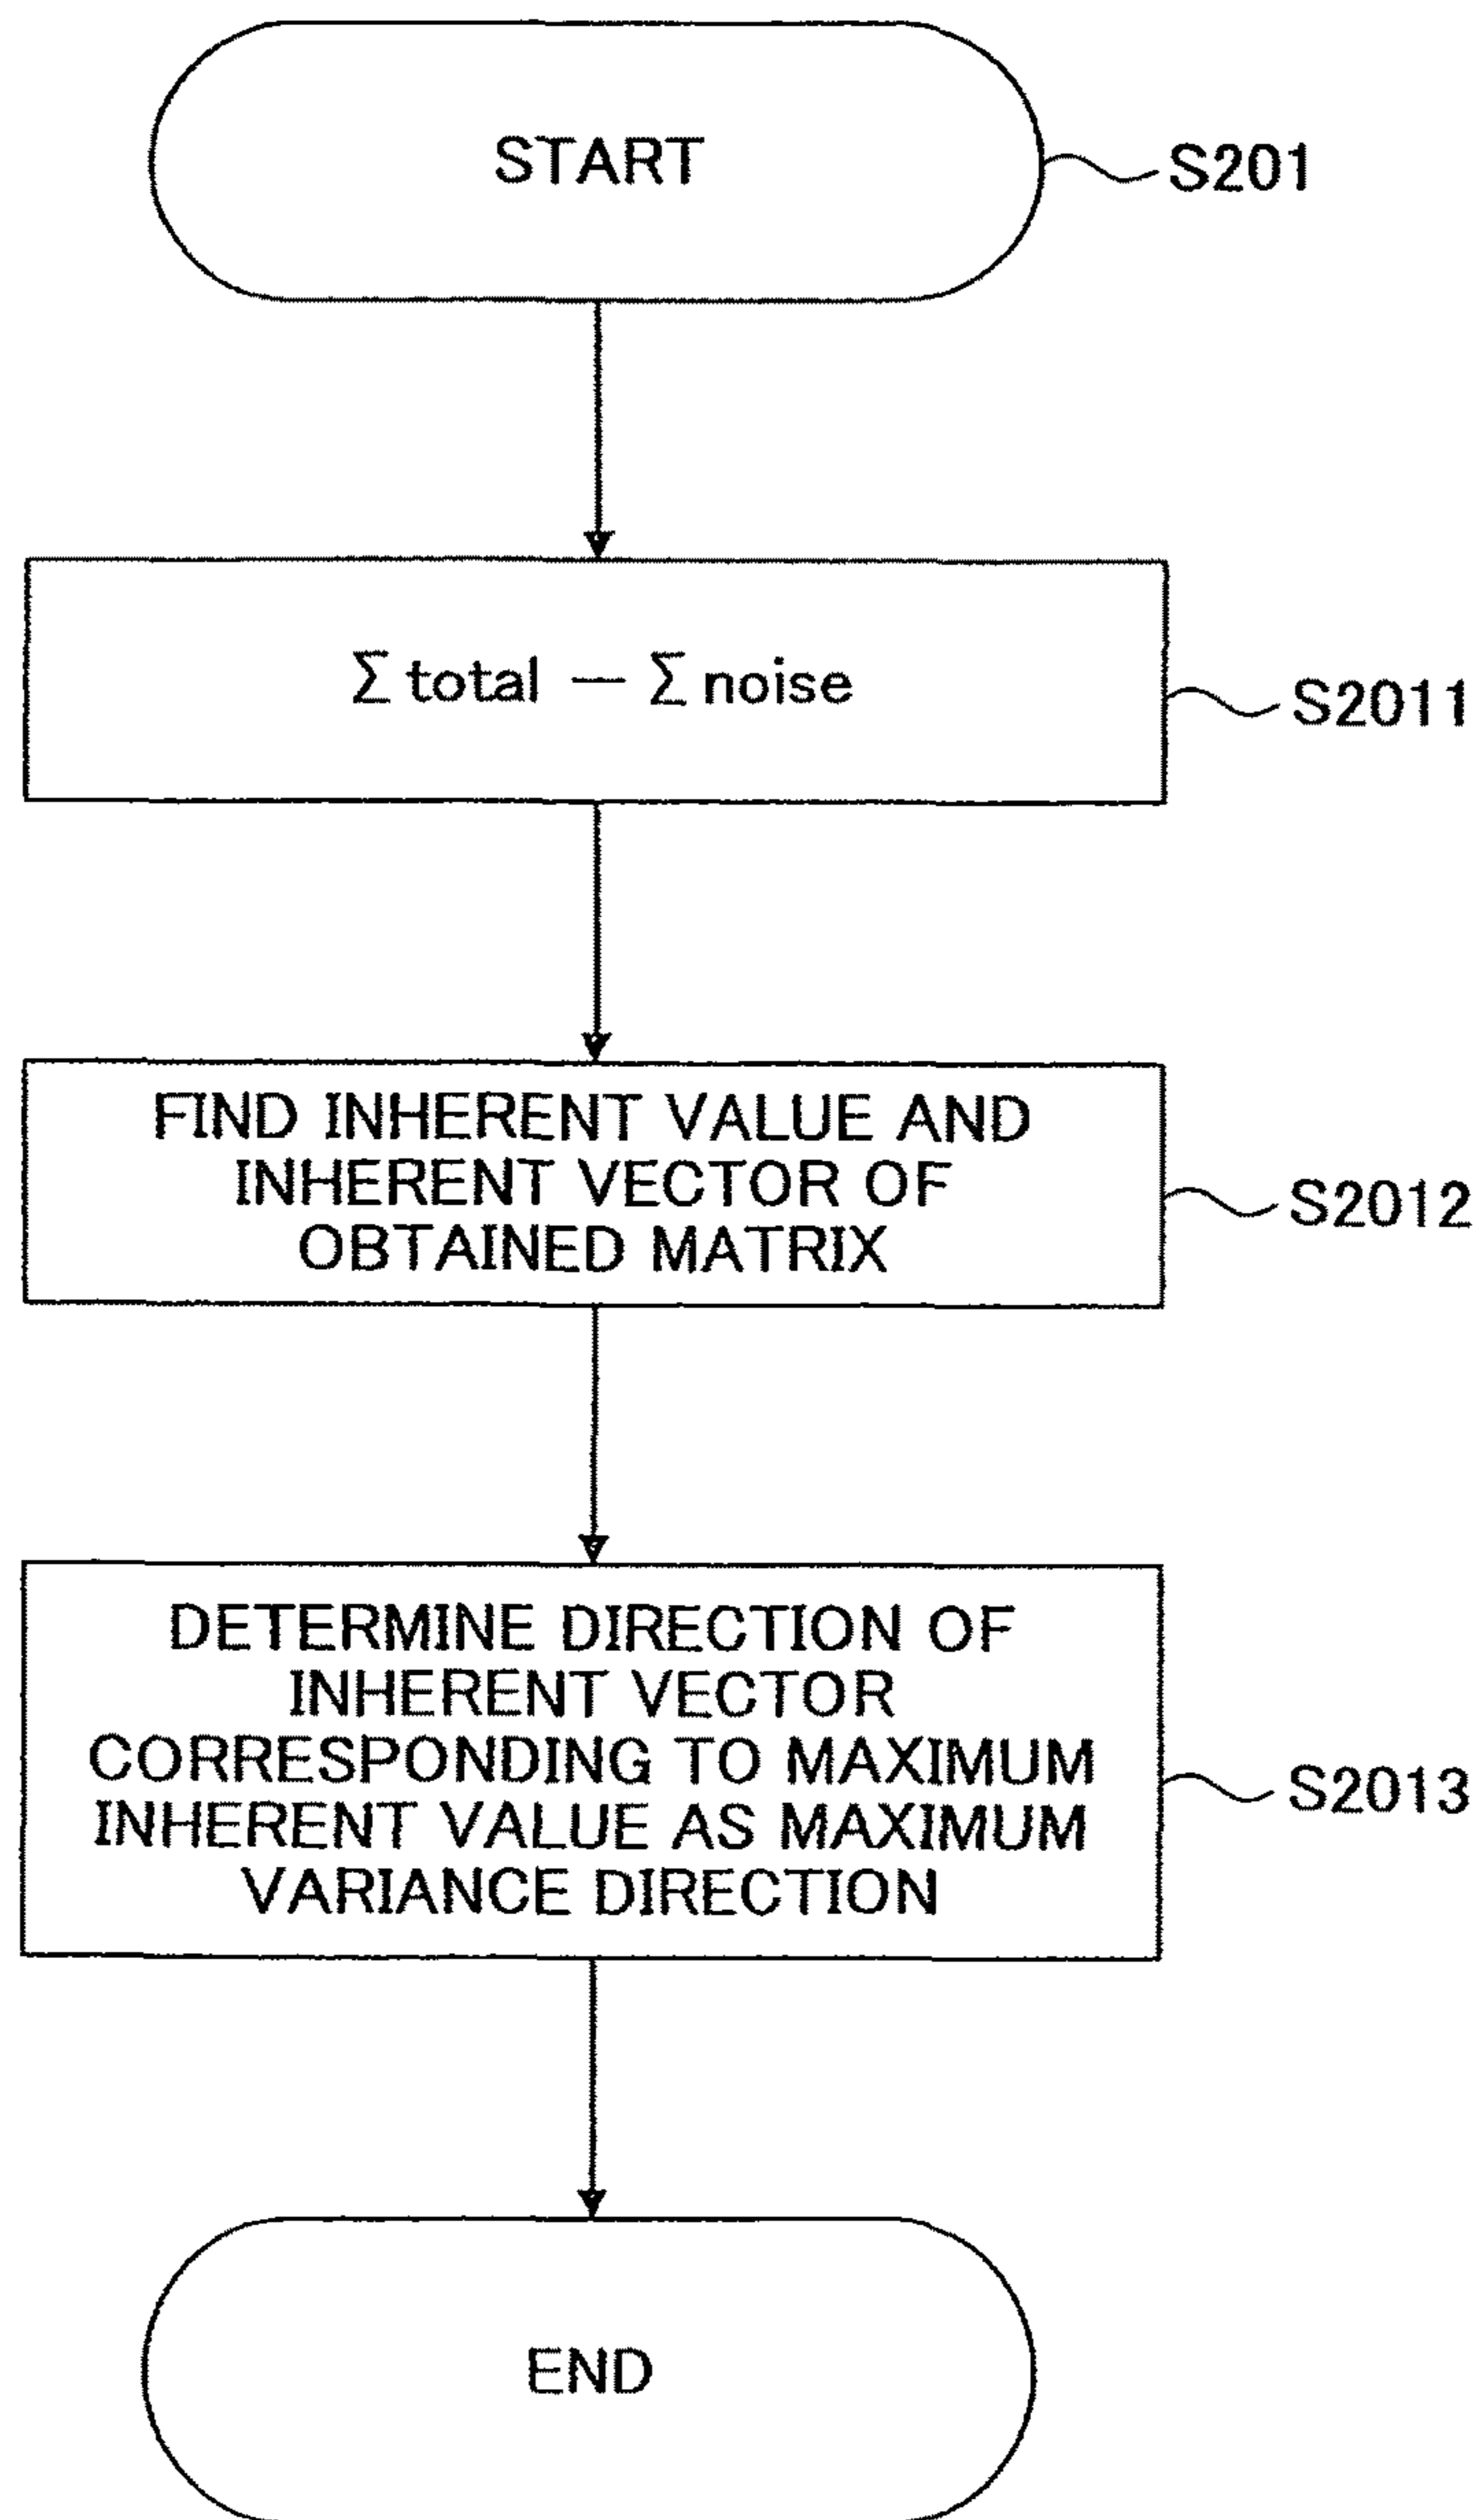 START
S201
Σ total − Σ noise
S2011
FIND INHERENT VALUE AND
INHERENT VECTOR OF
OBTAINED MATRIX
S2012
DETERMINE DIRECTION OF
INHERENT VECTOR
CORRESPONDING TO MAXIMUM
INHERENT VALUE AS MAXIMUM
VARIANCE DIRECTION
S2013
END